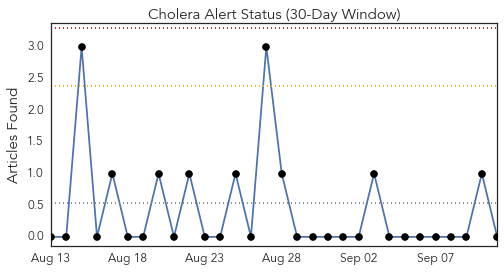 Cholera Alert Status (30-Day Window)
Articles Found
3.0
2.5
2.0
1.5
1.0
0.5
0.0
Aug 13 Aug 18 Aug 23 Aug 28 Sep 02 Sep 07